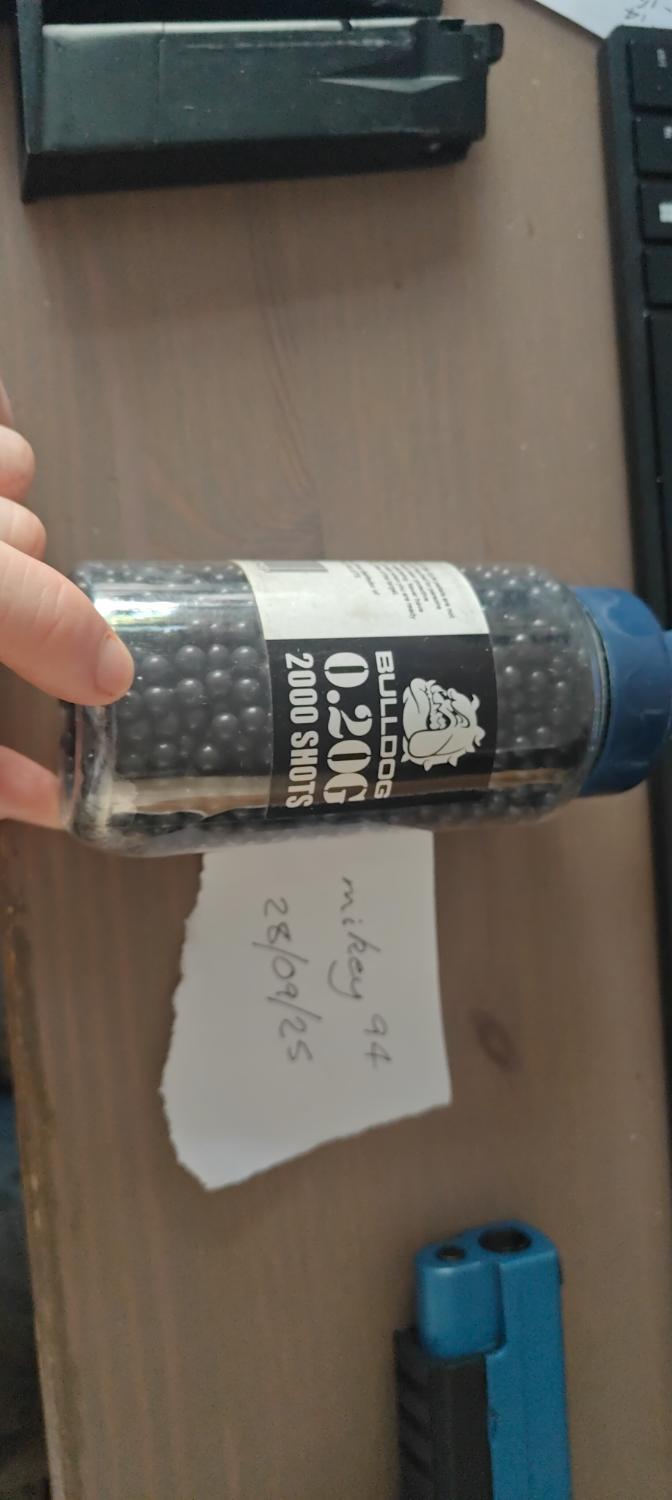 BULLDOG
0.20G
2000 SHOTS
mikey 94
28/09/25